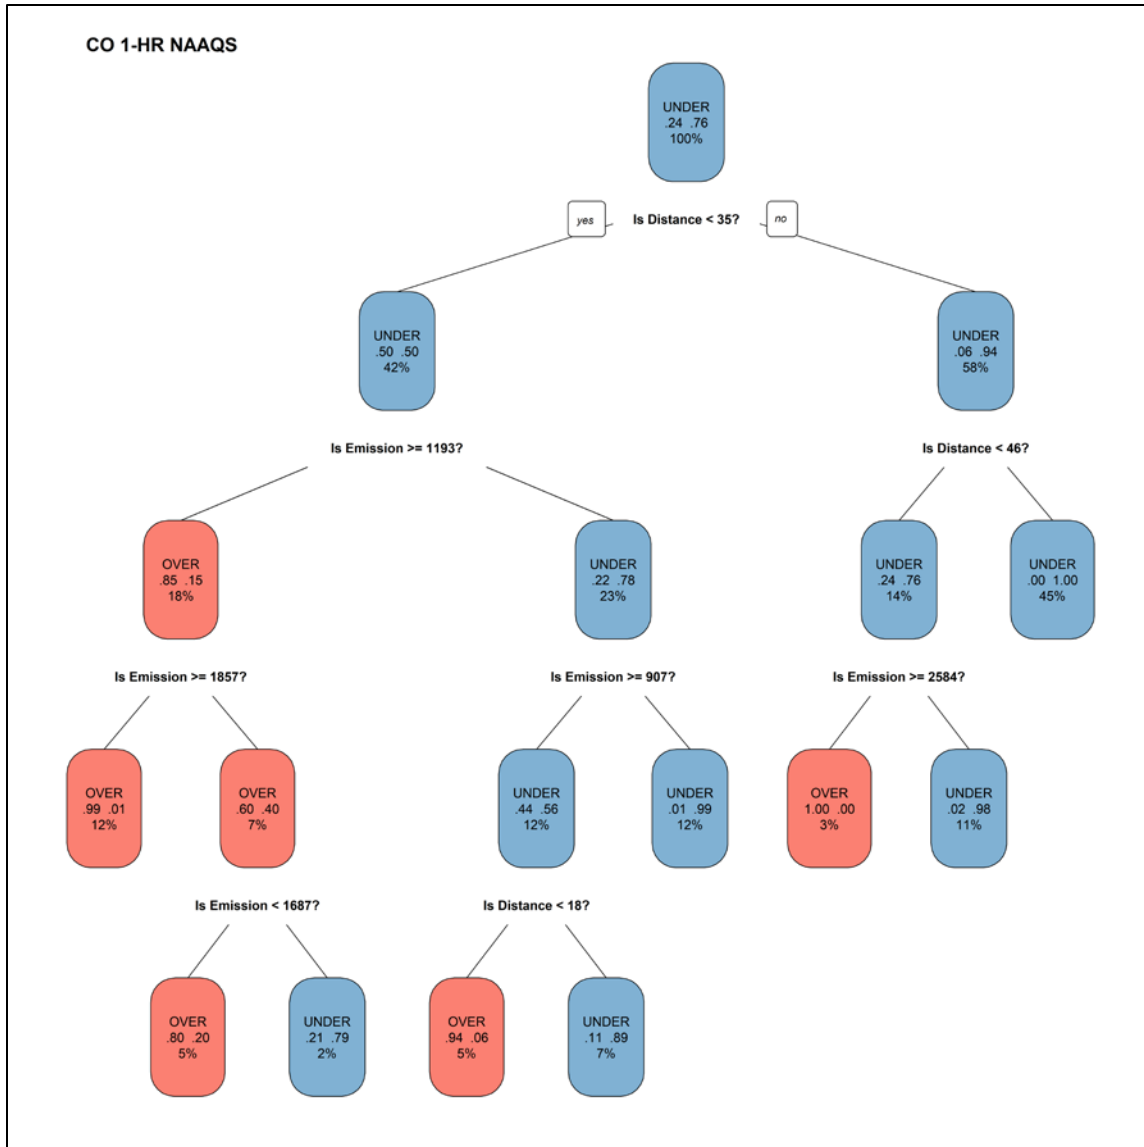 CO 1-HR NAAQS
UNDER
.24 .76
100%
yes
Is Distance < 35?
no
UNDER
.50 .50
42%
UNDER
.06 .94
58%
Is Emission >= 1193?
Is Distance < 46?
OVER
.85 .15
18%
UNDER
.22 .78
23%
UNDER
.24 .76
14%
UNDER
.00 1.00
45%
Is Emission >= 1857?
Is Emission >= 907?
Is Emission >= 2584?
OVER
.99 .01
12%
OVER
.60 .40
7%
UNDER
.44 .56
12%
UNDER
.01 .99
12%
OVER
1.00 .00
3%
UNDER
.02 .98
11%
Is Emission < 1687?
Is Distance < 18?
OVER
.80 .20
5%
UNDER
.21 .79
2%
OVER
.94 .06
5%
UNDER
.11 .89
7%